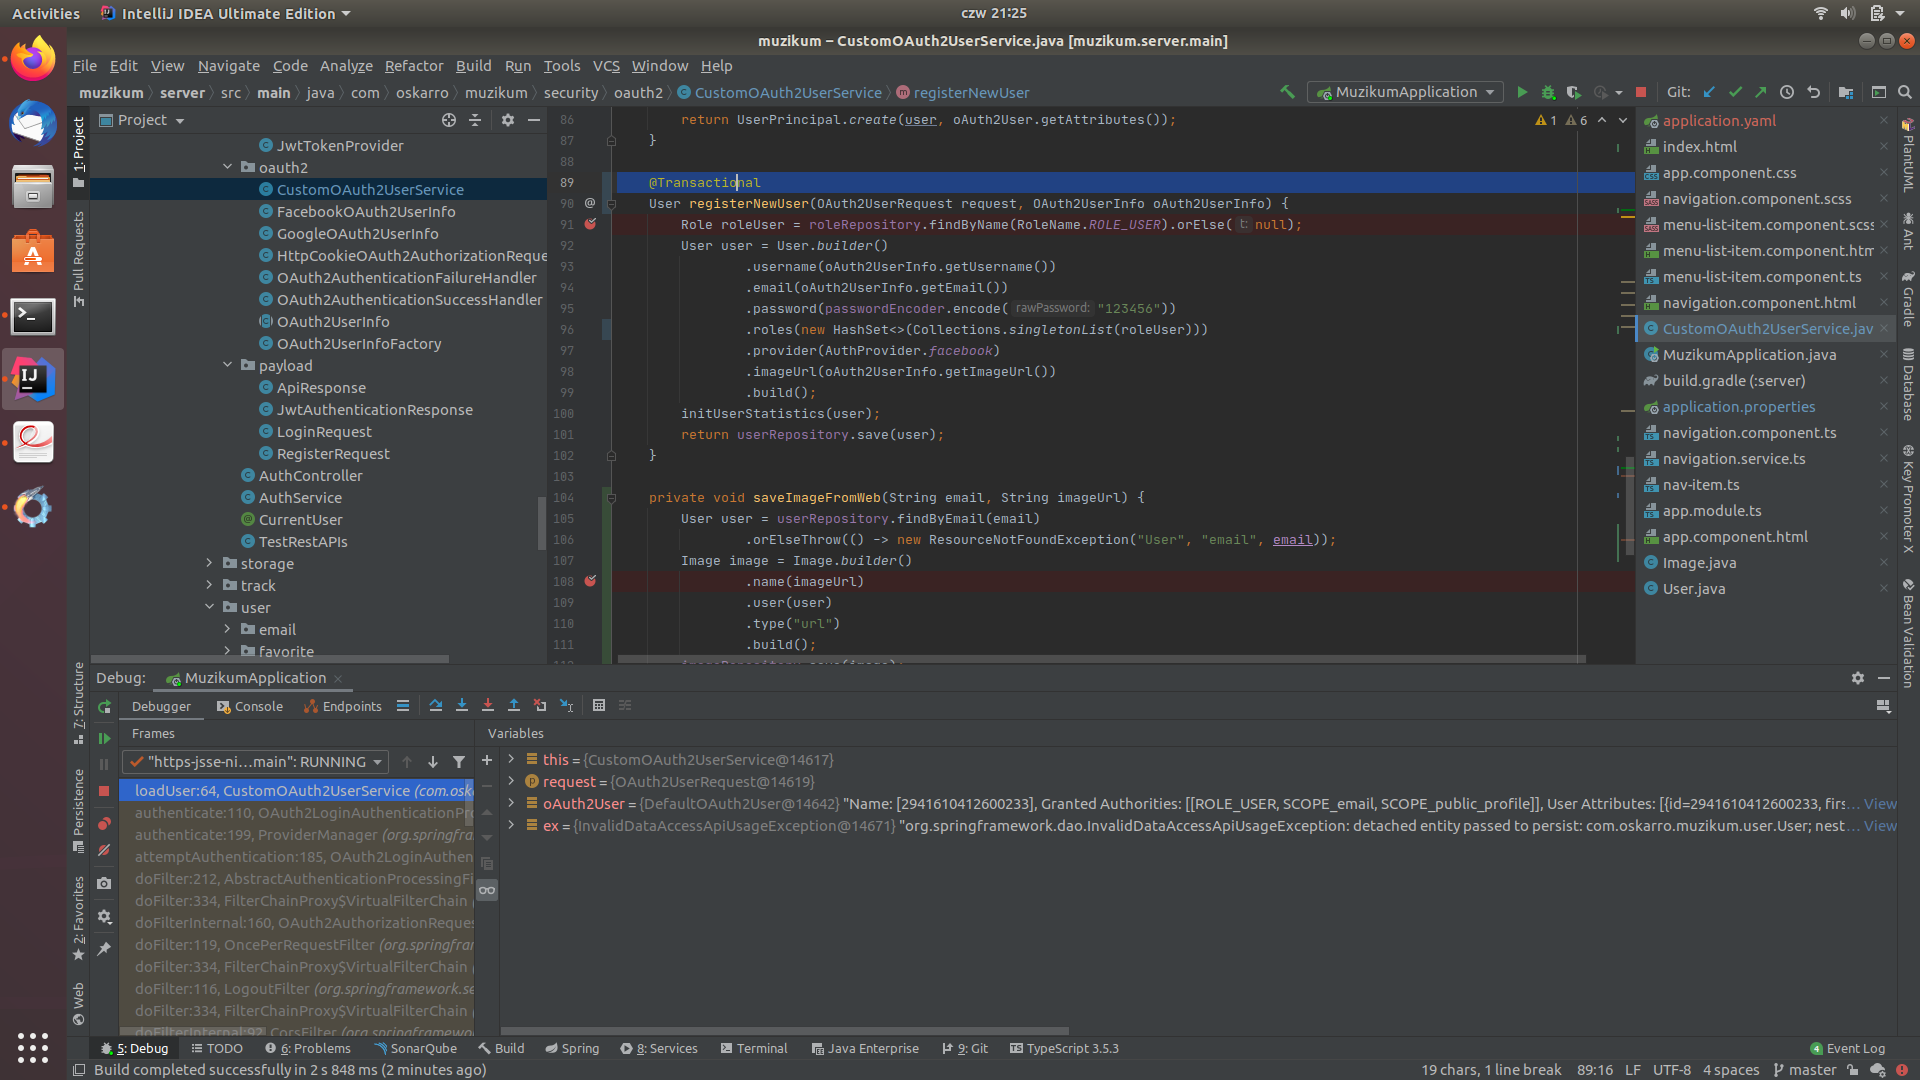 Activities
IntelliJ IDEA Ultimate Edition
czw 21:25
muzikum – CustomOAuth2UserService.java [muzikum.server.main]
File Edit View Navigate Code Analyze Refactor Build Run Tools VCS Window Help
muzikum server src main java com oskarro muzikum security oauth2 CustomOAuth2UserService registerNewUser
MuzikumApplication
Git:
Project
JwtTokenProvider
oauth2
CustomOAuth2UserService
FacebookOAuth2UserInfo
GoogleOAuth2UserInfo
HttpCookieOAuth2AuthorizationReque
OAuth2AuthenticationFailureHandler
OAuth2AuthenticationSuccessHandler
OAuth2UserInfo
OAuth2UserInfoFactory
payload
ApiResponse
JwtAuthenticationResponse
LoginRequest
RegisterRequest
AuthController
AuthService
CurrentUser
TestRestAPIs
storage
track
user
email
favorite
1: Project
Pull Requests
7: Structure
Persistence
2: Favorites
Web
86 return UserPrincipal.create(user, oAuth2User.getAttributes());
87 }
88
89 @Transactional
90 @ User registerNewUser(OAuth2UserRequest request, OAuth2UserInfo oAuth2UserInfo) {
91 Role roleUser = roleRepository.findByName(RoleName.ROLE_USER).orElse( t: null);
92 User user = User.builder()
93 .username(oAuth2UserInfo.getUsername())
94 .email(oAuth2UserInfo.getEmail())
95 .password(passwordEncoder.encode( rawPassword: "123456"))
96 .roles(new HashSet<>(Collections.singletonList(roleUser)))
97 .provider(AuthProvider.facebook)
98 .imageUrl(oAuth2UserInfo.getImageUrl())
99 .build();
100 initUserStatistics(user);
101 return userRepository.save(user);
102 }
103
104 private void saveImageFromWeb(String email, String imageUrl) {
105 User user = userRepository.findByEmail(email)
106 .orElseThrow(() -> new ResourceNotFoundException("User", "email", email));
107 Image image = Image.builder()
108 .name(imageUrl)
109 .user(user)
110 .type("url")
111 .build();
1 6
application.yaml
index.html
app.component.css
navigation.component.scss
menu-list-item.component.scss
menu-list-item.component.htm
menu-list-item.component.ts
navigation.component.html
CustomOAuth2UserService.jav
MuzikumApplication.java
build.gradle (:server)
application.properties
navigation.component.ts
navigation.service.ts
nav-item.ts
app.module.ts
app.component.html
Image.java
User.java
PlantUML
Ant
Gradle
Database
Key Promoter X
Bean Validation
Debug: MuzikumApplication
Debugger Console Endpoints
Frames
"https-jsse-ni...main": RUNNING
loadUser:64, CustomOAuth2UserService (com.osk
authenticate:110, OAuth2LoginAuthenticationPr
authenticate:199, ProviderManager (org.springfra
attemptAuthentication:185, OAuth2LoginAuthen
doFilter:212, AbstractAuthenticationProcessingFi
doFilter:334, FilterChainProxy$VirtualFilterChain (
doFilterInternal:160, OAuth2AuthorizationReques
doFilter:119, OncePerRequestFilter (org.springfra
doFilter:334, FilterChainProxy$VirtualFilterChain (
doFilter:116, LogoutFilter (org.springframework.se
doFilter:334, FilterChainProxy$VirtualFilterChain (
doFilterInternal:92, CorsFilter (org.springframewo
Variables
this = {CustomOAuth2UserService@14617}
request = {OAuth2UserRequest@14619}
oAuth2User = {DefaultOAuth2User@14642} "Name: [2941610412600233], Granted Authorities: [[ROLE_USER, SCOPE_email, SCOPE_public_profile]], User Attributes: [{id=2941610412600233, firs... View
ex = {InvalidDataAccessApiUsageException@14671} "org.springframework.dao.InvalidDataAccessApiUsageException: detached entity passed to persist: com.oskarro.muzikum.user.User; nest... View
5: Debug TODO 6: Problems SonarQube Build Spring 8: Services Terminal Java Enterprise 9: Git TypeScript 3.5.3
4 Event Log
Build completed successfully in 2 s 848 ms (2 minutes ago)
19 chars, 1 line break 89:16 LF UTF-8 4 spaces master